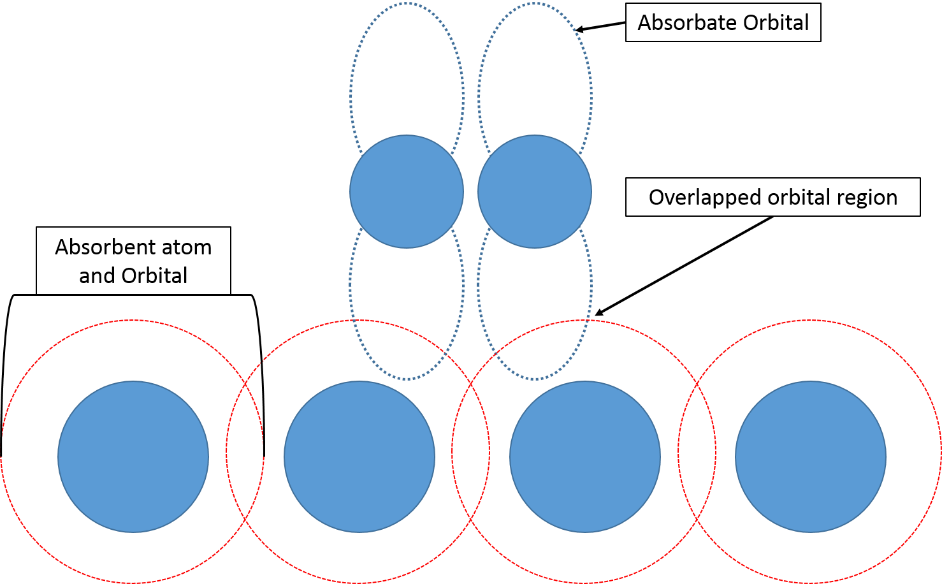 Absorbate Orbital
Overlapped orbital region
Absorbent atom
and Orbital